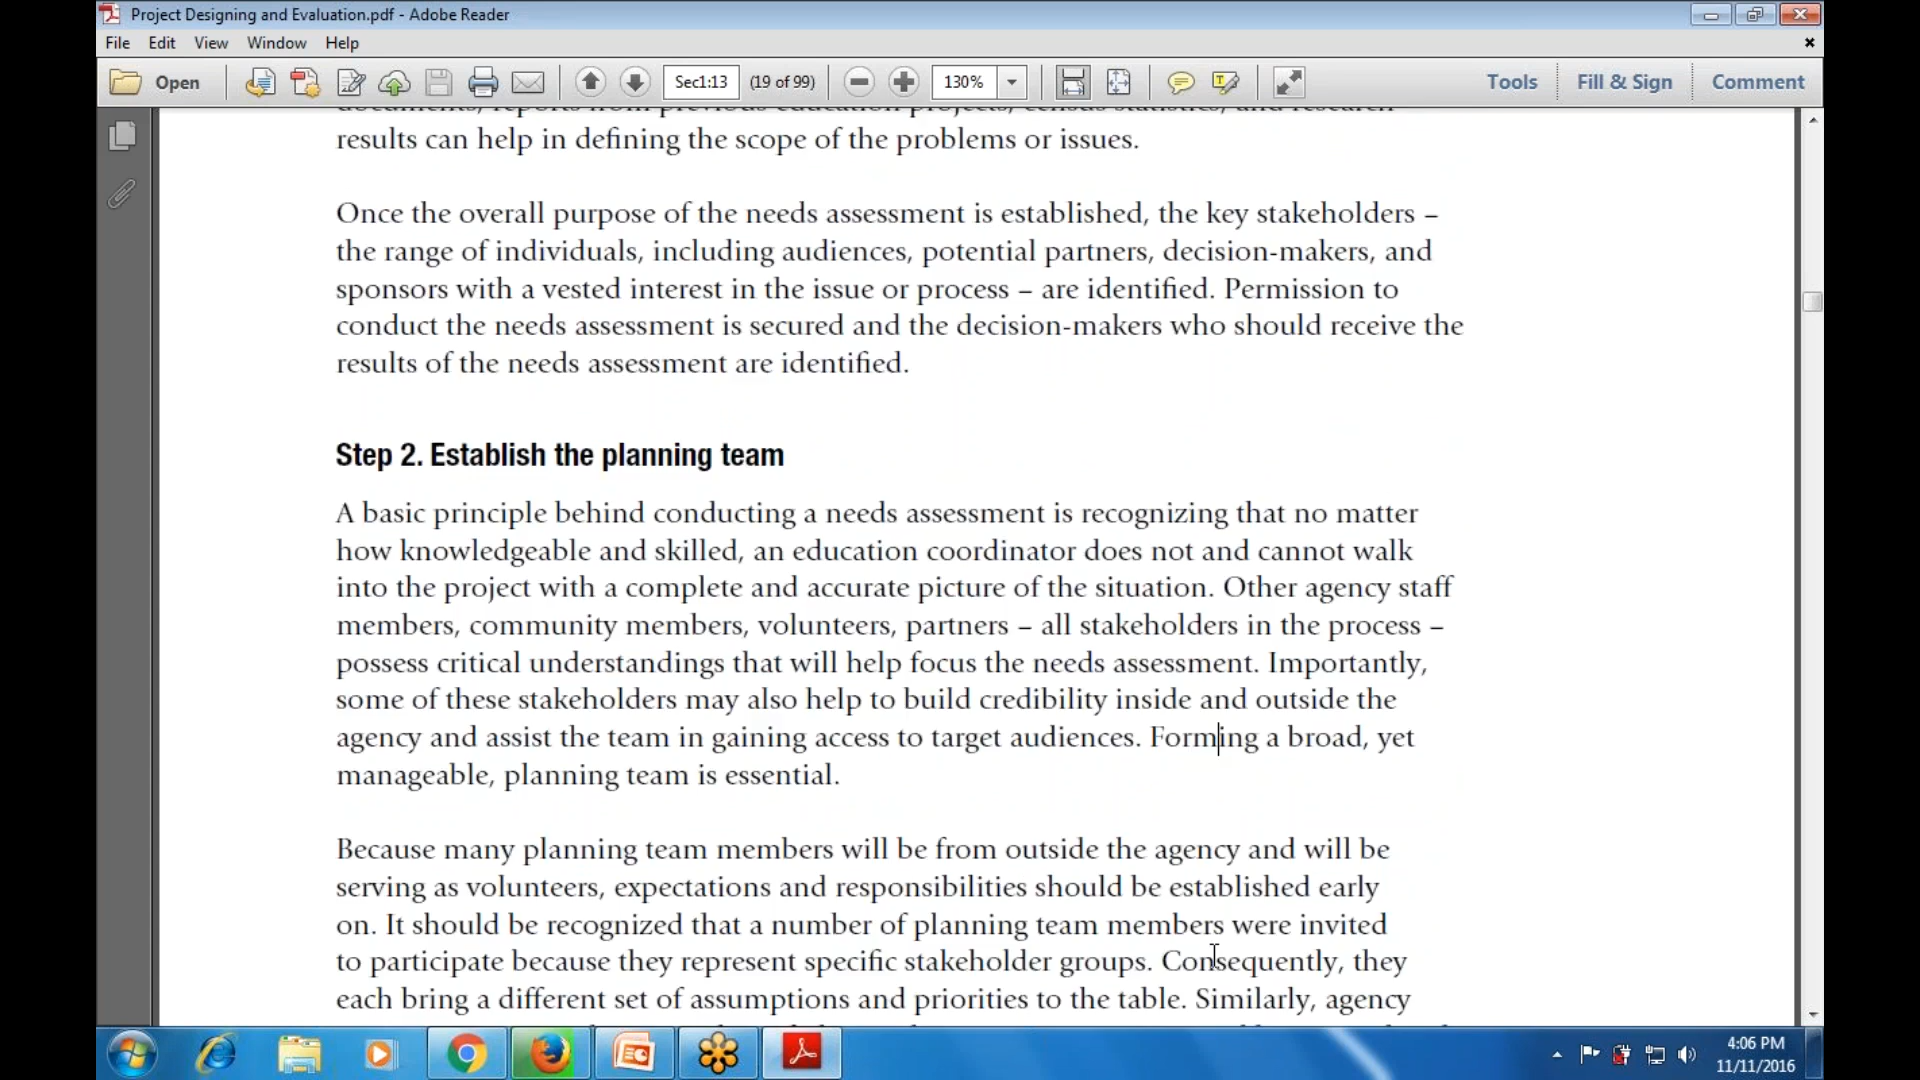 Project Designing and Evaluation.pdf - Adobe Reader
File Edit View Window Help
Open Sec1:13 (19 of 99) 130% Tools Fill & Sign Comment
documents, reports from previous education projects, census statistics, and research
results can help in defining the scope of the problems or issues.
Once the overall purpose of the needs assessment is established, the key stakeholders –
the range of individuals, including audiences, potential partners, decision-makers, and
sponsors with a vested interest in the issue or process – are identified. Permission to
conduct the needs assessment is secured and the decision-makers who should receive the
results of the needs assessment are identified.
Step 2. Establish the planning team
A basic principle behind conducting a needs assessment is recognizing that no matter
how knowledgeable and skilled, an education coordinator does not and cannot walk
into the project with a complete and accurate picture of the situation. Other agency staff
members, community members, volunteers, partners – all stakeholders in the process –
possess critical understandings that will help focus the needs assessment. Importantly,
some of these stakeholders may also help to build credibility inside and outside the
agency and assist the team in gaining access to target audiences. Forming a broad, yet
manageable, planning team is essential.
Because many planning team members will be from outside the agency and will be
serving as volunteers, expectations and responsibilities should be established early
on. It should be recognized that a number of planning team members were invited
to participate because they represent specific stakeholder groups. Consequently, they
each bring a different set of assumptions and priorities to the table. Similarly, agency
4:06 PM
11/11/2016